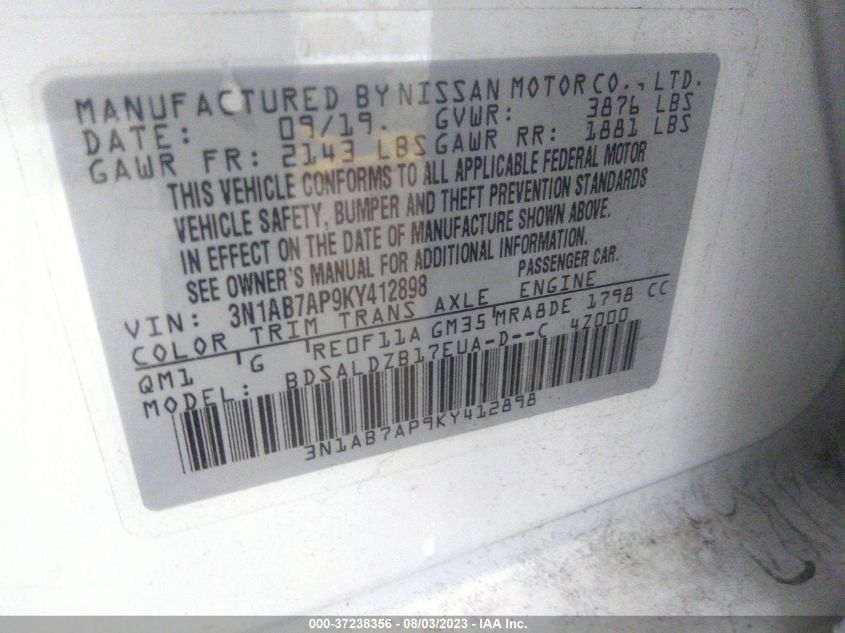 MANUFACTURED BY NISSAN MOTOR CO., LTD.
DATE: 09/19. GVWR: 3876 LBS
GAWR FR: 2143 LBS GAWR RR: 1881 LBS
THIS VEHICLE CONFORMS TO ALL APPLICABLE FEDERAL MOTOR
VEHICLE SAFETY, BUMPER AND THEFT PREVENTION STANDARDS
IN EFFECT ON THE DATE OF MANUFACTURE SHOWN ABOVE.
SEE OWNER'S MANUAL FOR ADDITIONAL INFORMATION.
PASSENGER CAR.
VIN: 3N1AB7AP9KY412898
COLOR TRIM TRANS AXLE ENGINE
QM1 G RE0F11A GM35 MRA8DE 1798 CC
MODEL: BDSALDZB17EUA-D--C 4Z000
3N1AB7AP9KY412898
000-37238356 - 08/03/2023 - IAA Inc.